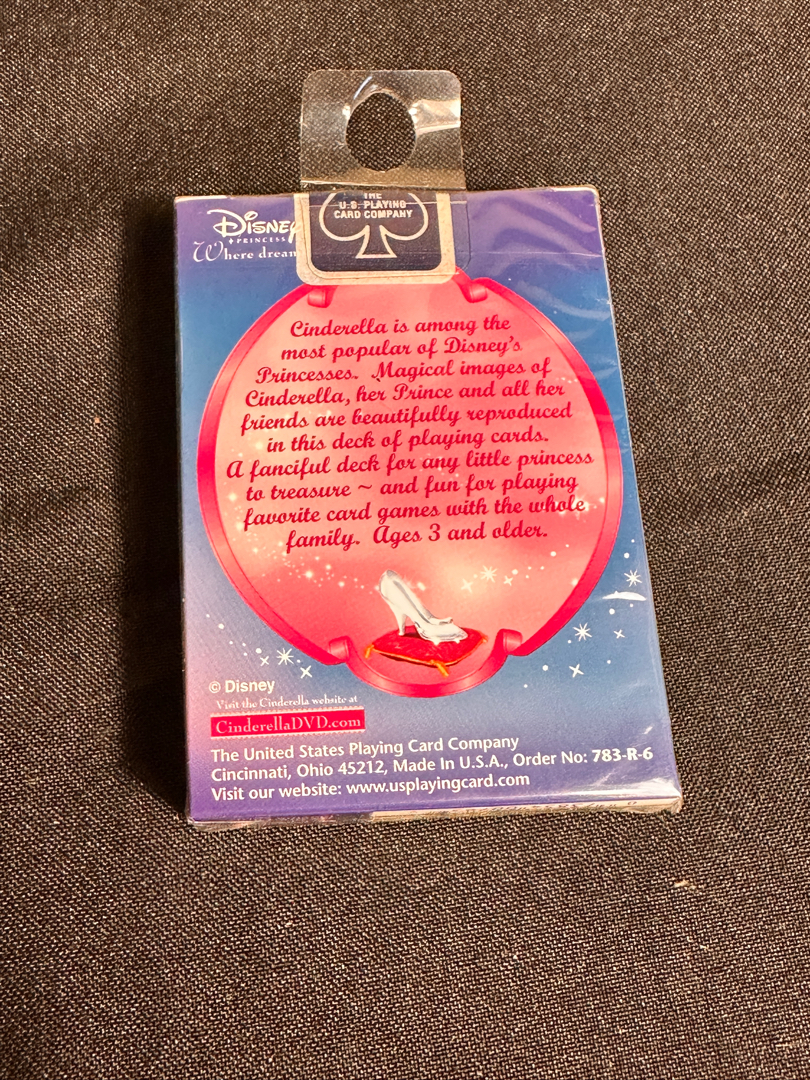 THE
U.S. PLAYING
CARD COMPANY
Disney
PRINCESS
Where
Cinderella is among the
most popular of Disney's
Princesses. Magical images of
Cinderella, her Prince and all her
friends are beautifully reproduced
in this deck of playing cards.
A fanciful deck for any little princess
to treasure ~ and fun for playing
favorite card games with the whole
family. Ages 3 and older.
© Disney
Visit the Cinderella website at
CinderellaDVD.com
The United States Playing Card Company
Cincinnati, Ohio 45212, Made In U.S.A., Order No: 783-R-6
Visit our website: www.usplayingcard.com